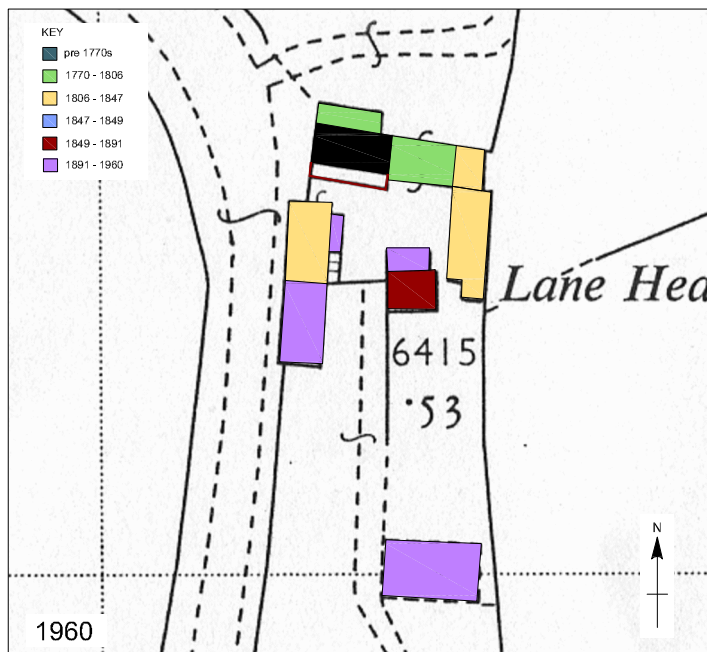 KEY
pre 1770s
1770 - 1806
1806 - 1847
1847 - 1849
1849 - 1891
1891 - 1960
Lane Hea
6415
.53
N
1960